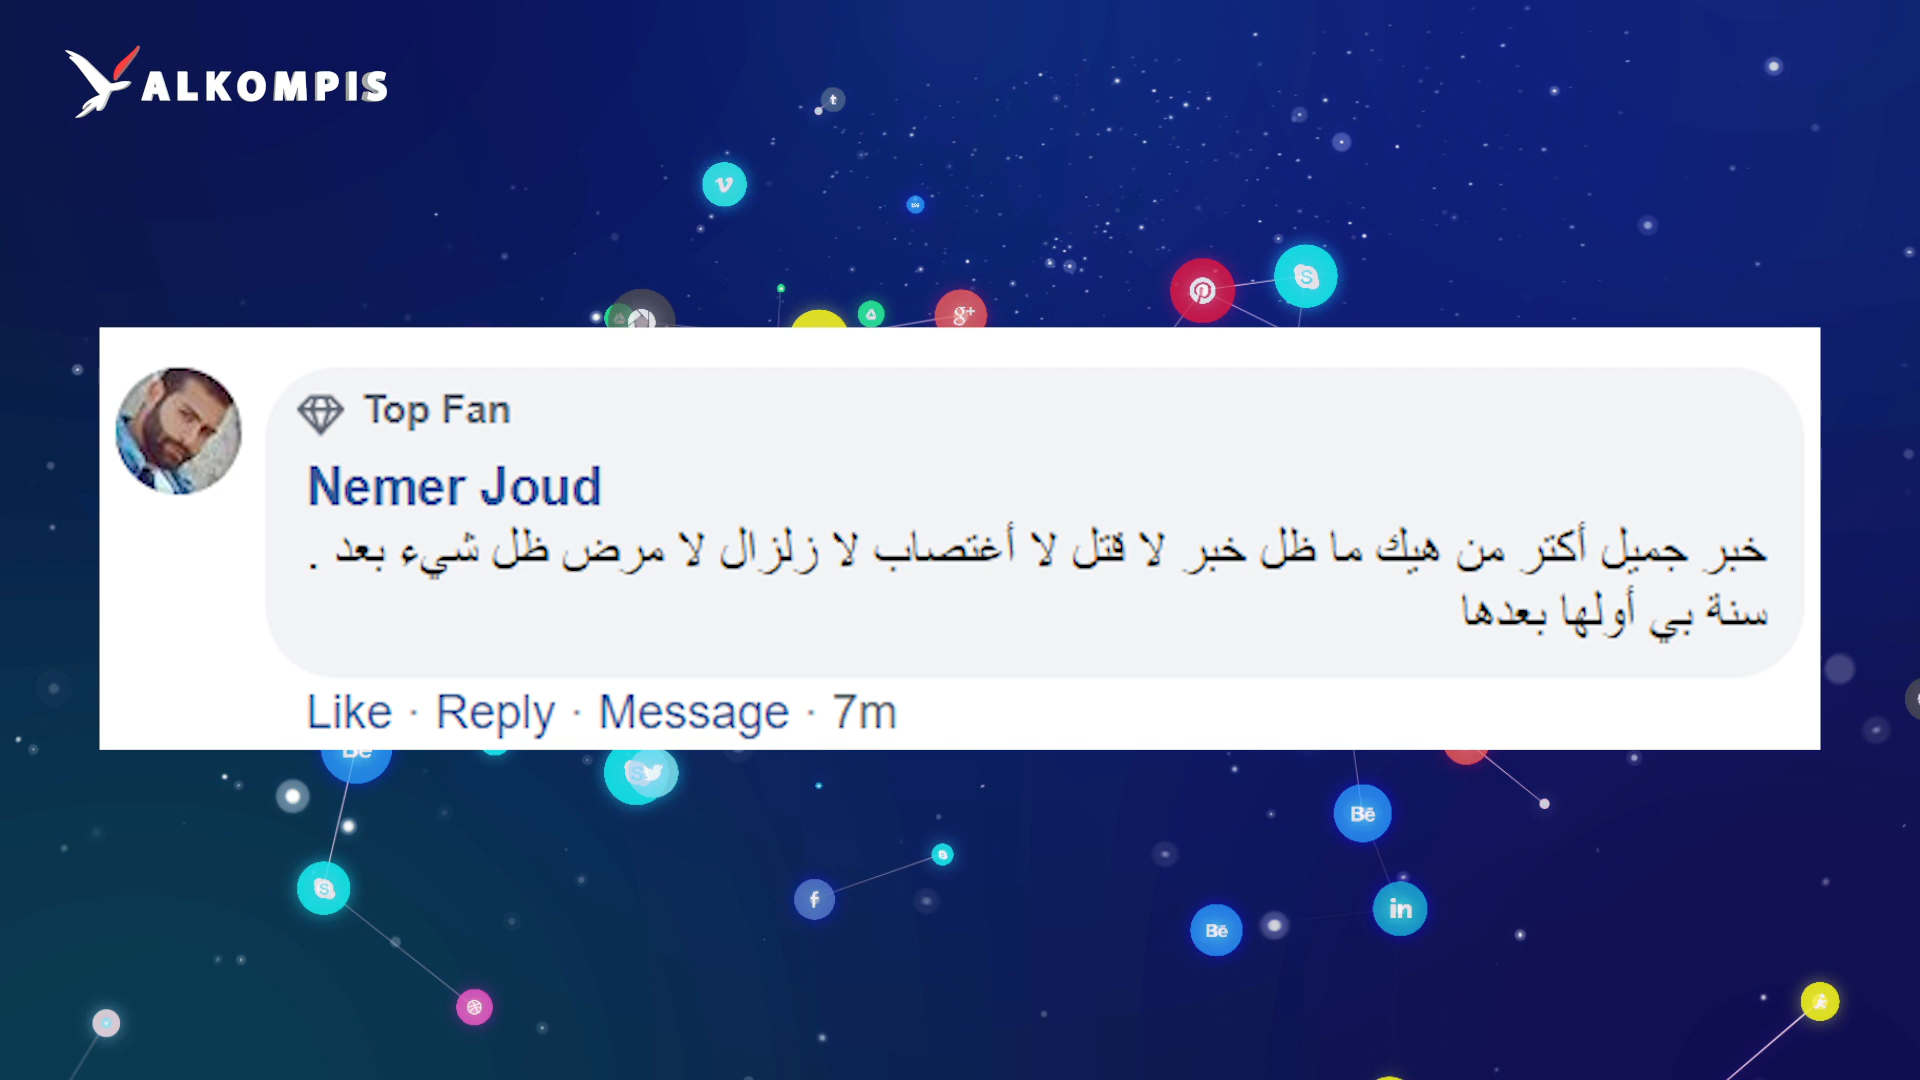 ALKOMPIS
Top Fan
Nemer Joud
خبر جميل أكتر من هيك ما ظل خبر لا قتل لا أغتصاب لا زلزال لا مرض ظل شيء بعد .
سنة بي أولها بعدها
Like · Reply · Message · 7m